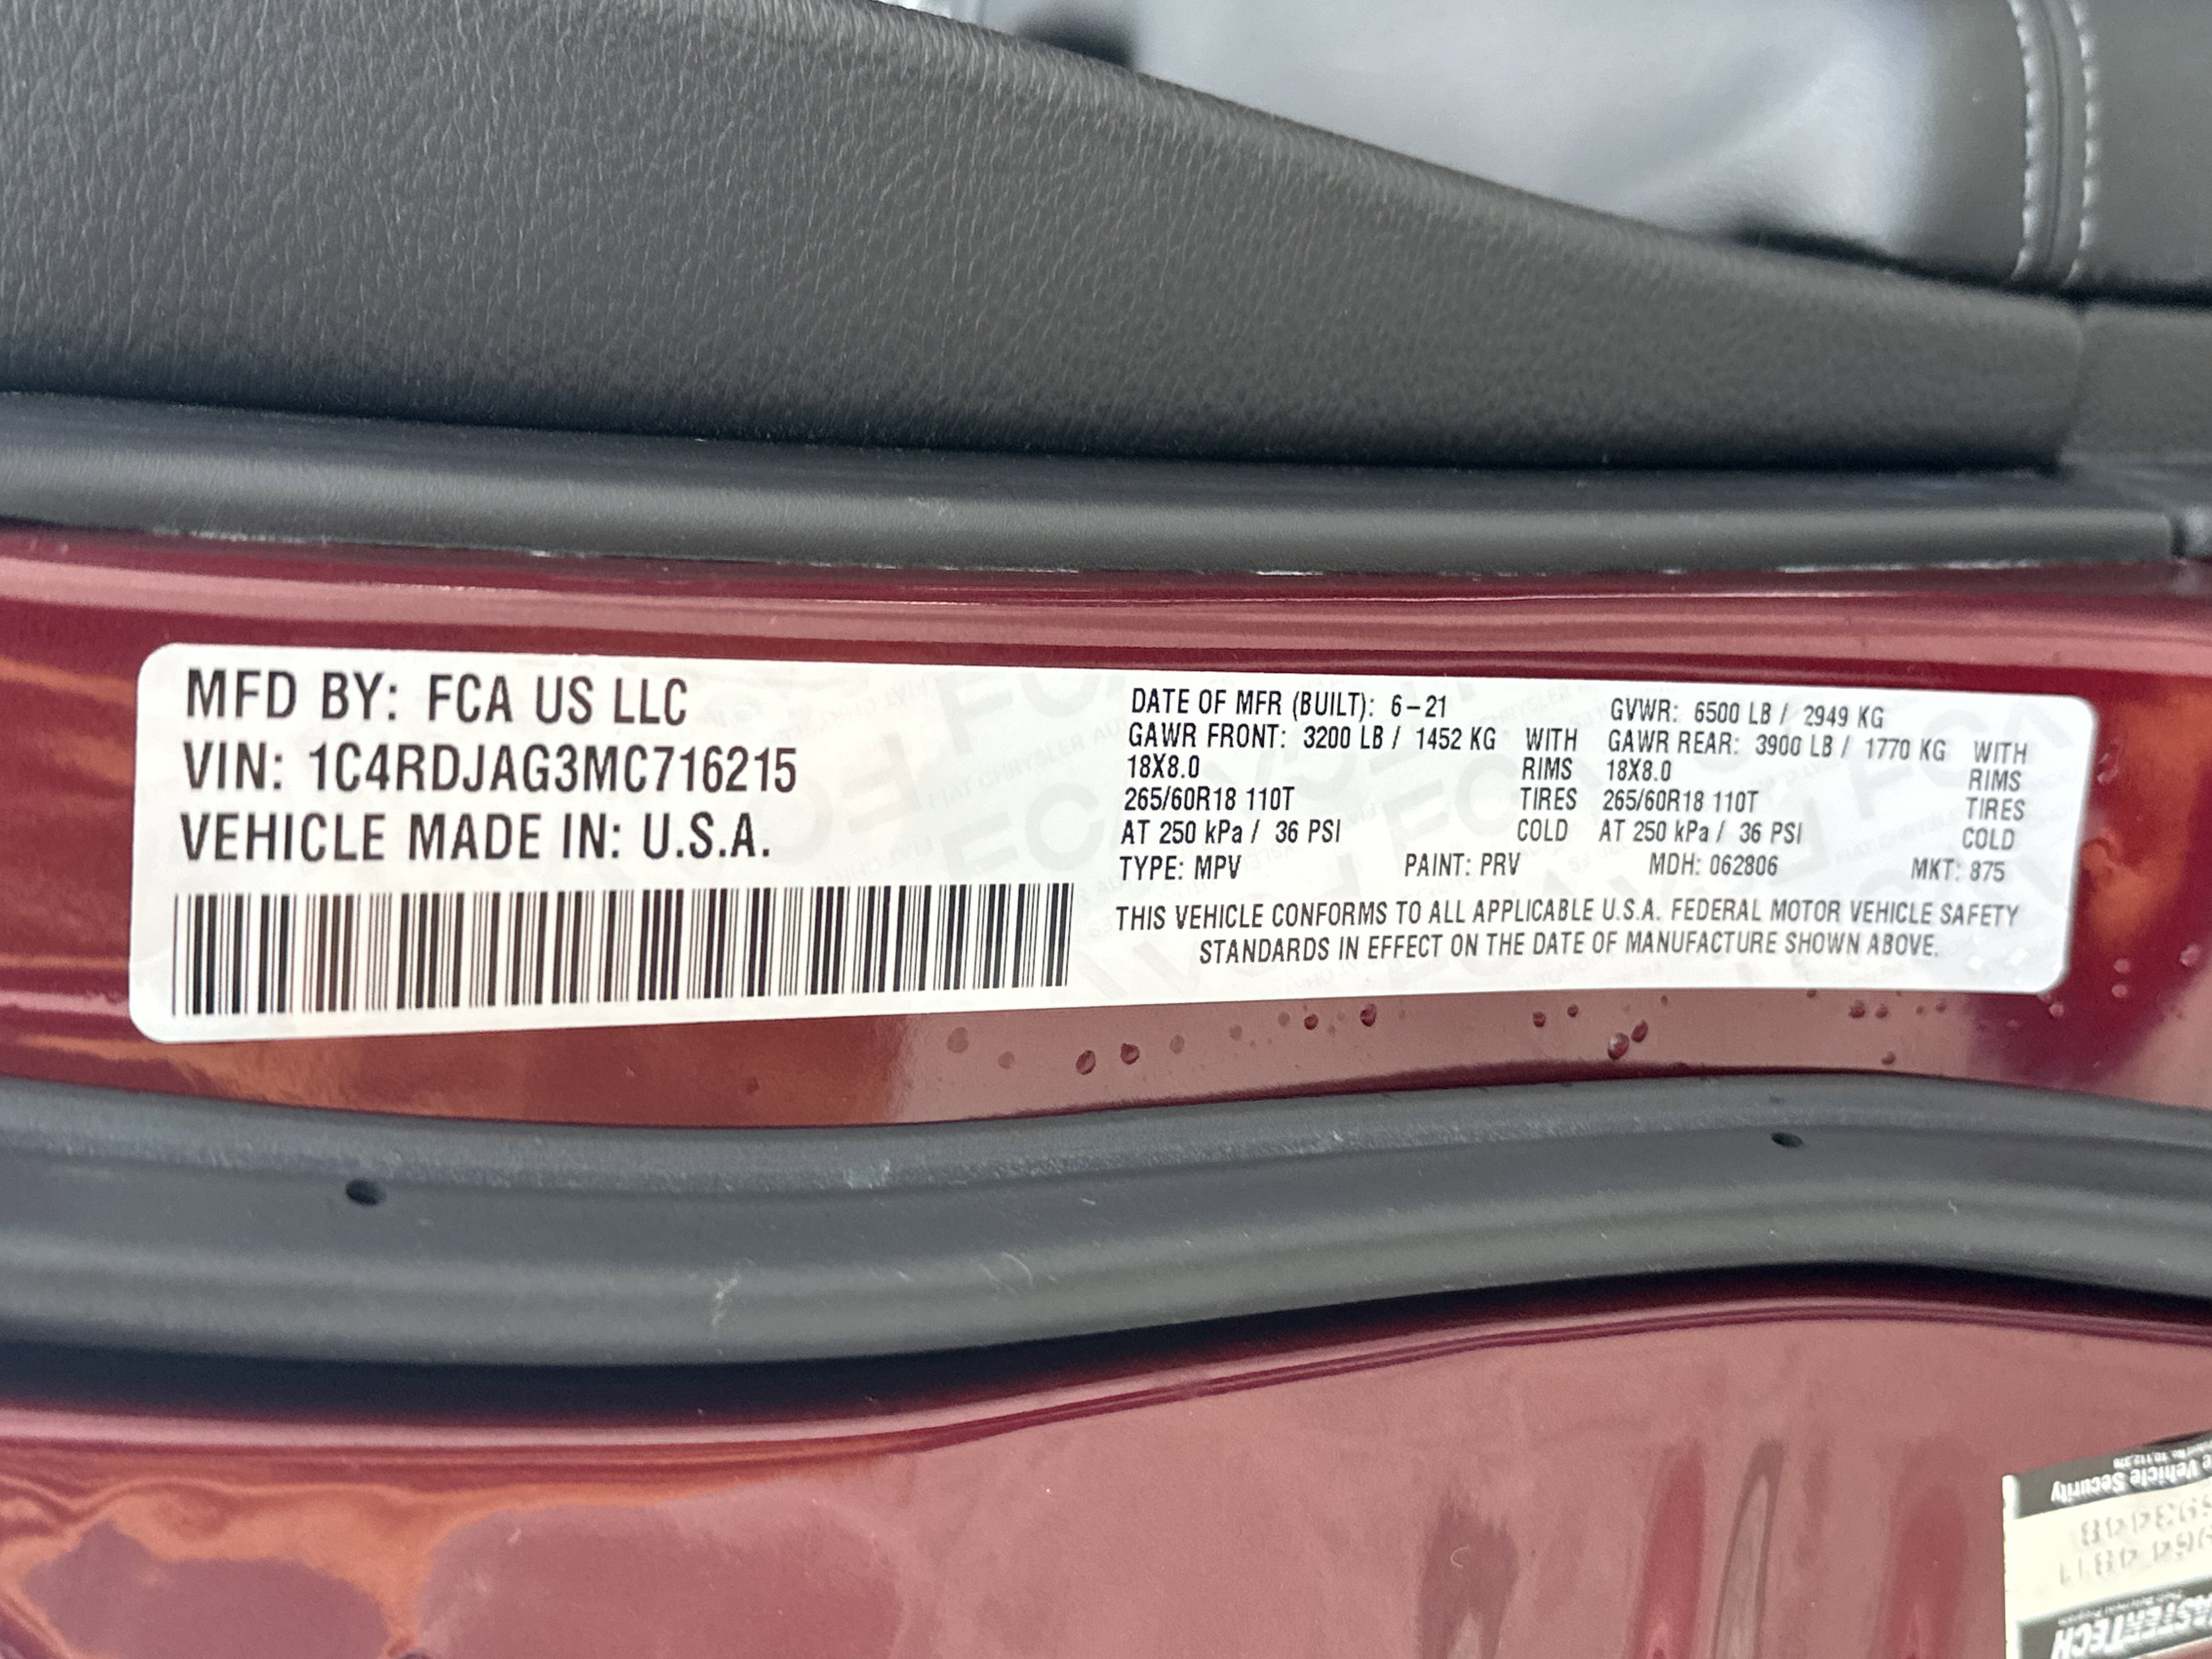 MFD BY: FCA US LLC
VIN: 1C4RDJAG3MC716215
VEHICLE MADE IN: U.S.A.
DATE OF MFR (BUILT): 6-21 GVWR: 6500 LB / 2949 KG
GAWR FRONT: 3200 LB / 1452 KG WITH GAWR REAR: 3900 LB / 1770 KG WITH
18X8.0 RIMS 18X8.0 RIMS
265/60R18 110T TIRES 265/60R18 110T TIRES
AT 250 kPa / 36 PSI COLD AT 250 kPa / 36 PSI COLD
TYPE: MPV PAINT: PRV MDH: 062806 MKT: 875
THIS VEHICLE CONFORMS TO ALL APPLICABLE U.S.A. FEDERAL MOTOR VEHICLE SAFETY
STANDARDS IN EFFECT ON THE DATE OF MANUFACTURE SHOWN ABOVE.
Vehicle Security